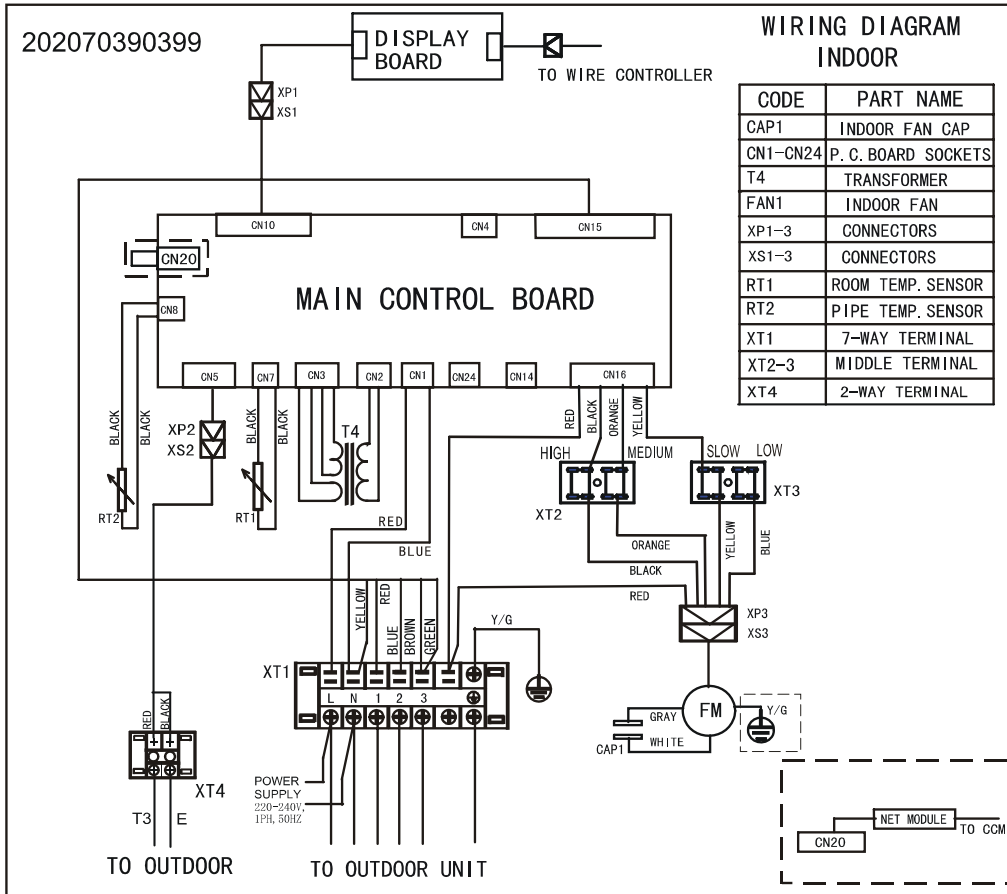 202070390399
DISPLAY
BOARD
TO WIRE CONTROLLER
WIRING DIAGRAM
INDOOR
CODE PART NAME
CAP1 INDOOR FAN CAP
CN1-CN24 P.C.BOARD SOCKETS
T4 TRANSFORMER
FAN1 INDOOR FAN
XP1-3 CONNECTORS
XS1-3 CONNECTORS
RT1 ROOM TEMP.SENSOR
RT2 PIPE TEMP.SENSOR
XT1 7-WAY TERMINAL
XT2-3 MIDDLE TERMINAL
XT4 2-WAY TERMINAL
XP1
XS1
CN10 CN4 CN15
CN20
CN8
MAIN CONTROL BOARD
CN5 CN7 CN3 CN2 CN1 CN24 CN14 CN16
BLACK BLACK
RT2
XP2
XS2
BLACK BLACK
RT1
T4
RED
BLUE
RED BLACK ORANGE YELLOW
HIGH MEDIUM
XT2
SLOW LOW
XT3
ORANGE
BLACK
RED
YELLOW BLUE
XP3
XS3
YELLOW RED BLUE BROWN GREEN
Y/G
XT1
L N 1 2 3
FM
Y/G
GRAY
WHITE
CAP1
RED BLACK
XT4
T3 E
TO OUTDOOR
POWER
SUPPLY
220-240V,
1PH, 50HZ
TO OUTDOOR UNIT
NET MODULE
CN20
TO CCM